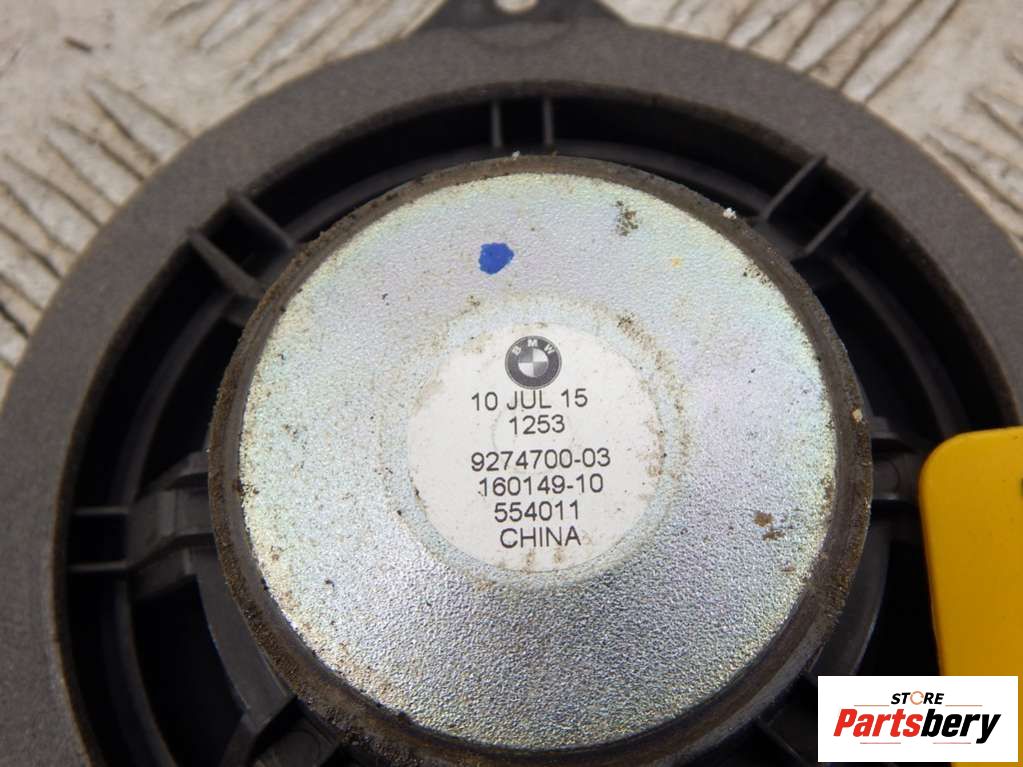 BMW
10 JUL 15
1253
9274700-03
160149-10
554011
CHINA
STORE
Partsbery